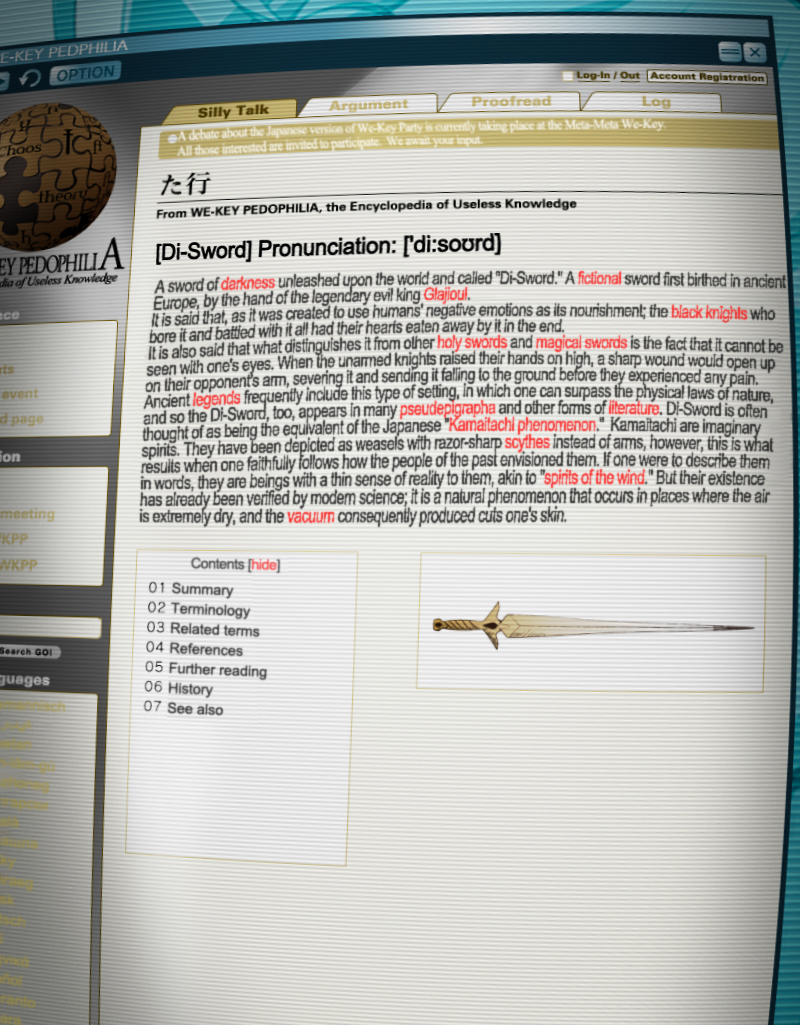 E-KEY PEDPHILIA
OPTION
Log-In / Out Account Registration
Silly Talk Argument Proofread Log
A debate about the Japanese version of We-Key Party is currently taking place at the Meta-Meta We-Key.
All those interested are invited to participate. We await your input.
た行
From WE-KEY PEDOPHILIA, the Encyclopedia of Useless Knowledge
[Di-Sword] Pronunciation: ['di:soʊrd]
A sword of darkness unleashed upon the world and called "Di-Sword." A fictional sword first birthed in ancient
Europe, by the hand of the legendary evil king Glajioul.
It is said that, as it was created to use humans' negative emotions as its nourishment; the black knights who
bore it and battled with it all had their hearts eaten away by it in the end.
It is also said that what distinguishes it from other holy swords and magical swords is the fact that it cannot be
seen with one's eyes. When the unarmed knights raised their hands on high, a sharp wound would open up
on their opponent's arm, severing it and sending it falling to the ground before they experienced any pain.
Ancient legends frequently include this type of setting, in which one can surpass the physical laws of nature,
and so the Di-Sword, too, appears in many pseudepigrapha and other forms of literature. Di-Sword is often
thought of as being the equivalent of the Japanese "Kamaitachi phenomenon." Kamaitachi are imaginary
spirits. They have been depicted as weasels with razor-sharp scythes instead of arms, however, this is what
results when one faithfully follows how the people of the past envisioned them. If one were to describe them
in words, they are beings with a thin sense of reality to them, akin to "spirits of the wind." But their existence
has already been verified by modern science; it is a natural phenomenon that occurs in places where the air
is extremely dry, and the vacuum consequently produced cuts one's skin.
Contents [hide]
01 Summary
02 Terminology
03 Related terms
04 References
05 Further reading
06 History
07 See also
choos
theory
EY PEDOPHILIA
dia of Useless Knowledge
event
d page
meeting
KPP
WKPP
Search GO!
guages